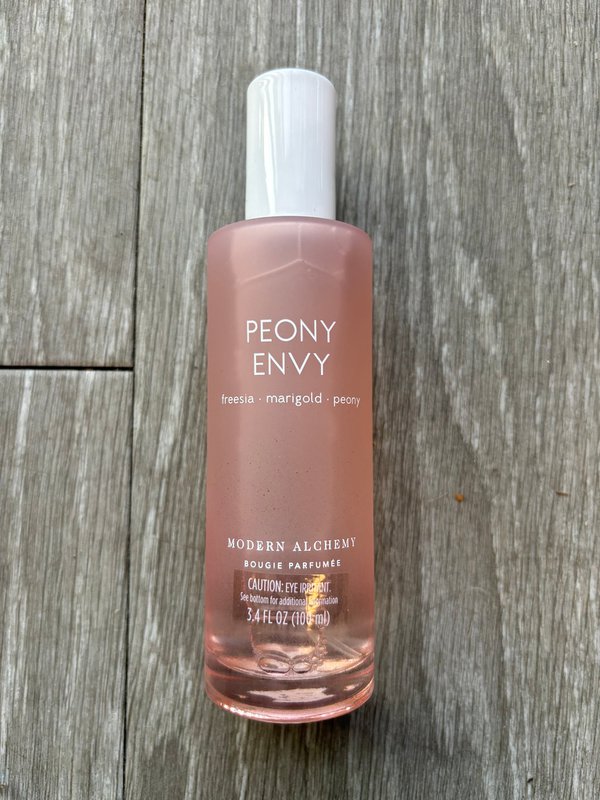 PEONY
ENVY
freesia · marigold · peony
MODERN ALCHEMY
BOUGIE PARFUMÉE
CAUTION: EYE IRRITANT.
See bottom for additional information
3.4 FL OZ (100 ml)